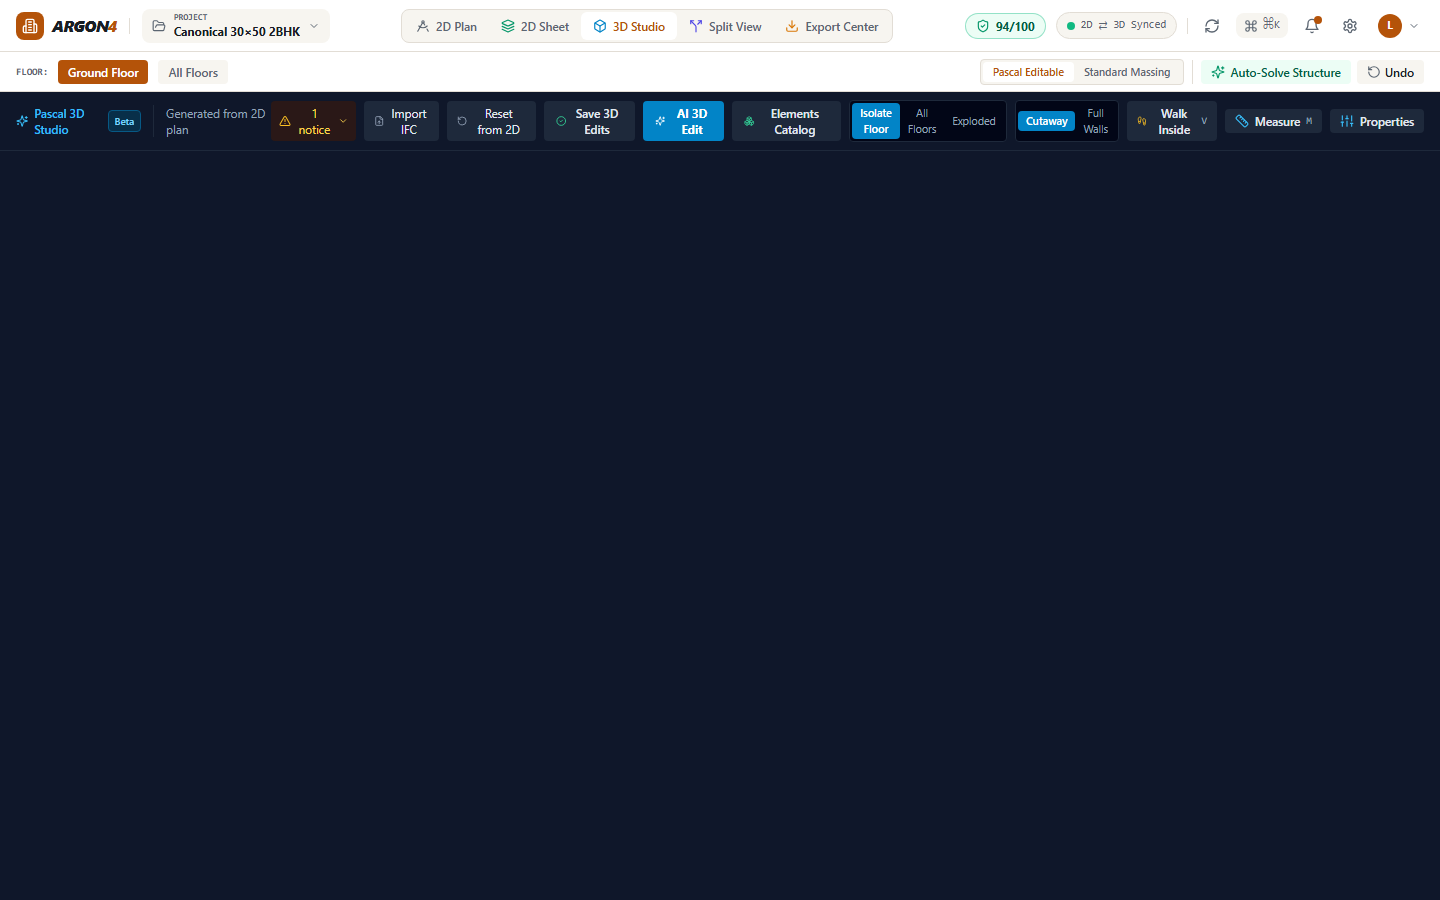 ARGON4
PROJECT
Canonical 30×50 2BHK
2D Plan
2D Sheet
3D Studio
Split View
Export Center
94/100
2D ⇄ 3D Synced
⌘K
L
FLOOR:
Ground Floor
All Floors
Pascal Editable
Standard Massing
Auto-Solve Structure
Undo
Pascal 3D
Studio
Beta
Generated from 2D
plan
1
notice
Import
IFC
Reset
from 2D
Save 3D
Edits
AI 3D
Edit
Elements
Catalog
Isolate
Floor
All
Floors
Exploded
Cutaway
Full
Walls
Walk
Inside
V
Measure M
Properties